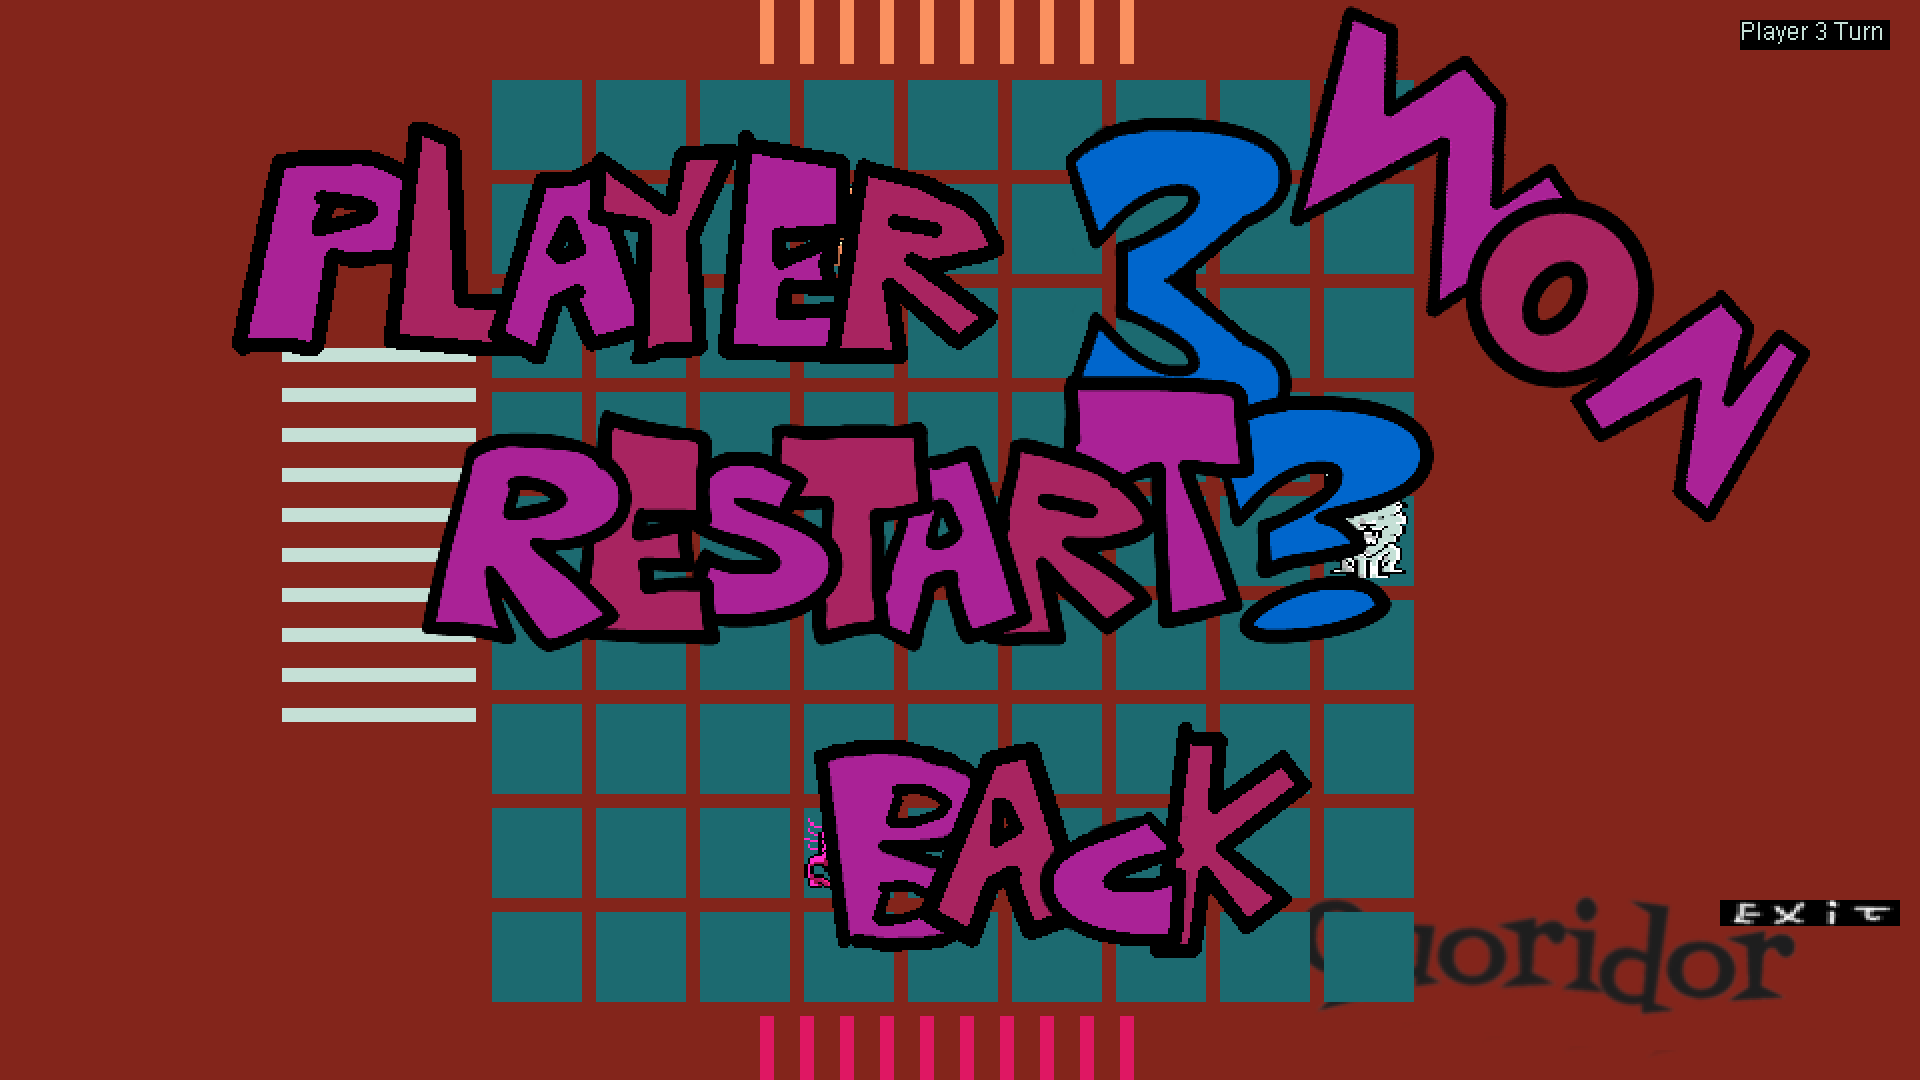 Player 3 Turn
PLAYER 3 WON
RESTART?
BACK
EXiT
Quoridor